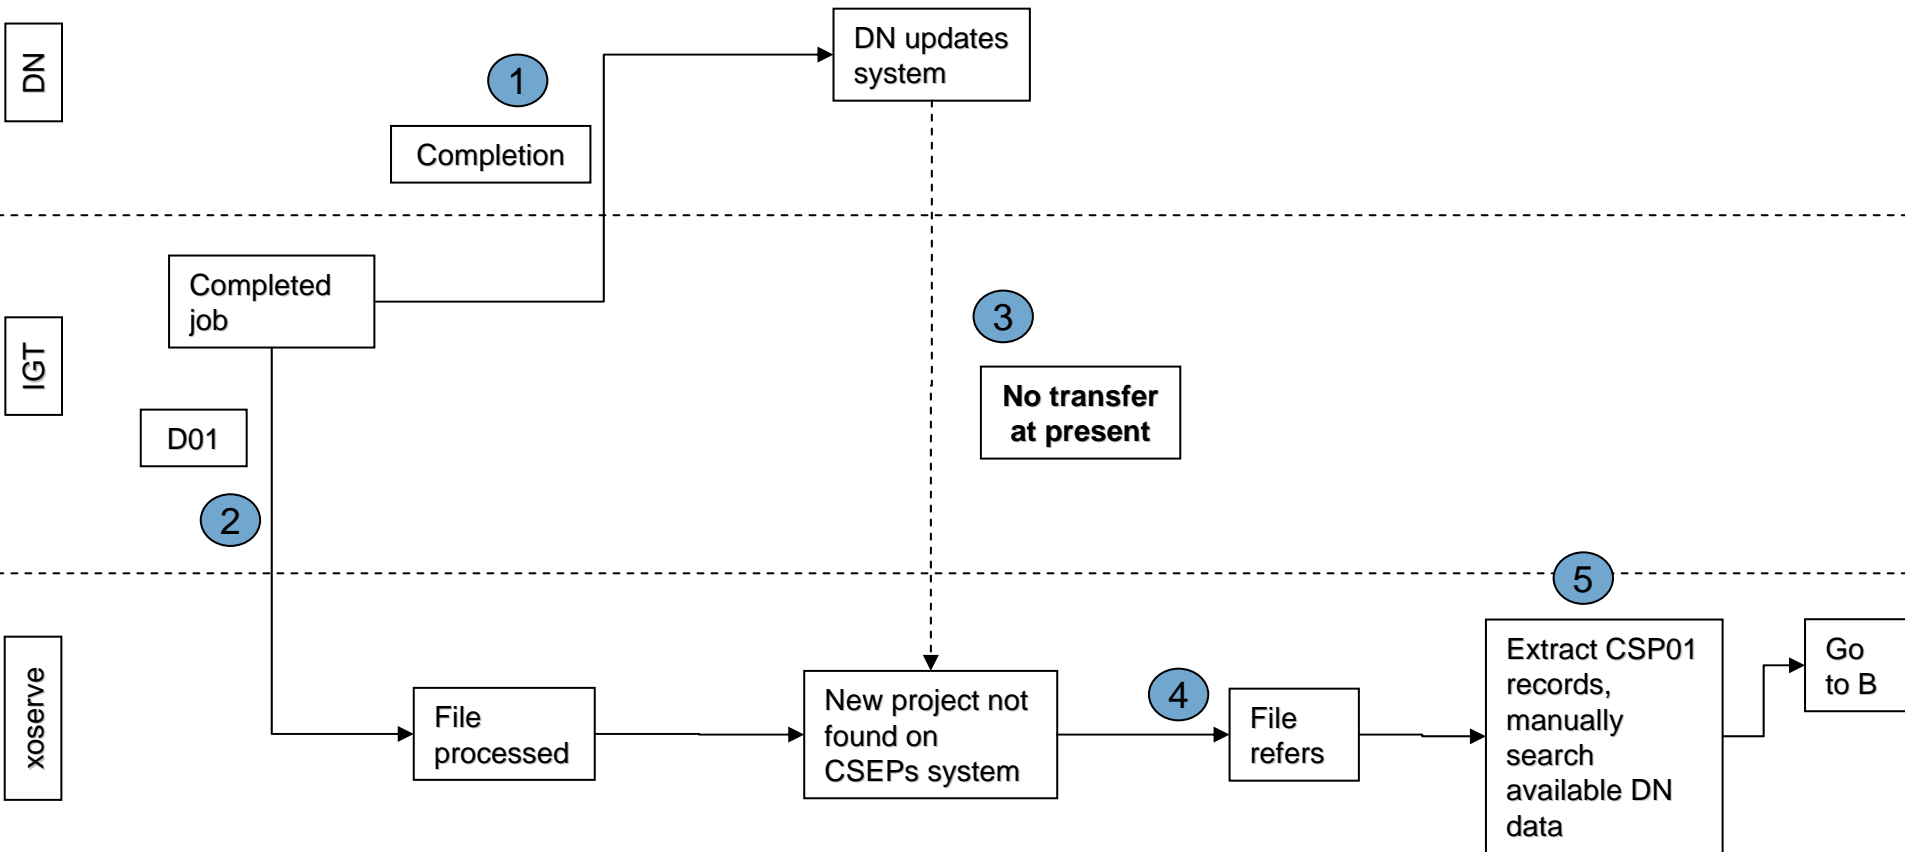 DN
1
DN updates
system
Completion
IGT
Completed
job
3
No transfer
at present
D01
2
5
xoserve
File
processed
New project not
found on
CSEPs system
4
File
refers
Extract CSP01
records,
manually
search
available DN
data
Go
to B